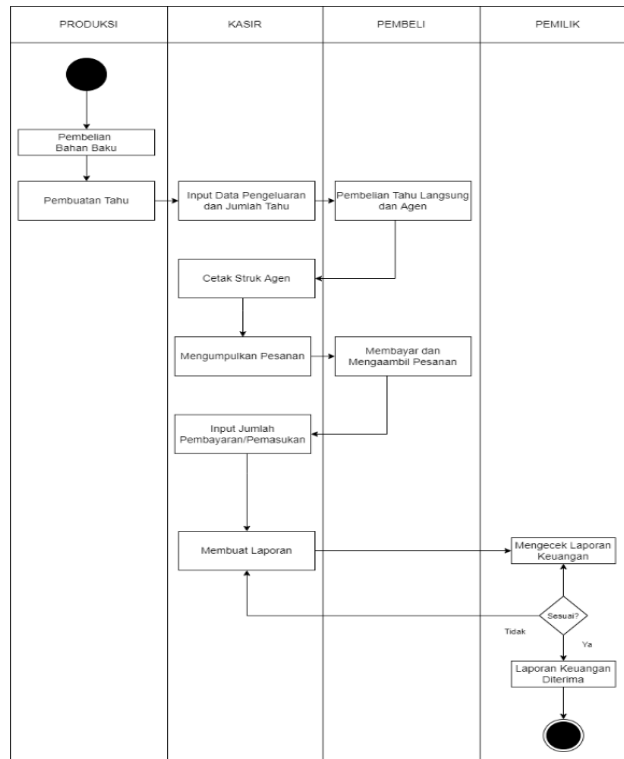 PRODUKSI
KASIR
PEMBELI
PEMILIK
Pembelian
Bahan Baku
Pembuatan Tahu
Input Data Pengeluaran
dan Jumlah Tahu
Pembelian Tahu Langsung
dan Agen
Cetak Struk Agen
Mengumpulkan Pesanan
Membayar dan
Mengaambil Pesanan
Input Jumlah
Pembayaran/Pemasukan
Membuat Laporan
Mengecek Laporan
Keuangan
Sesuai?
Tidak
Ya
Laporan Keuangan
Diterima